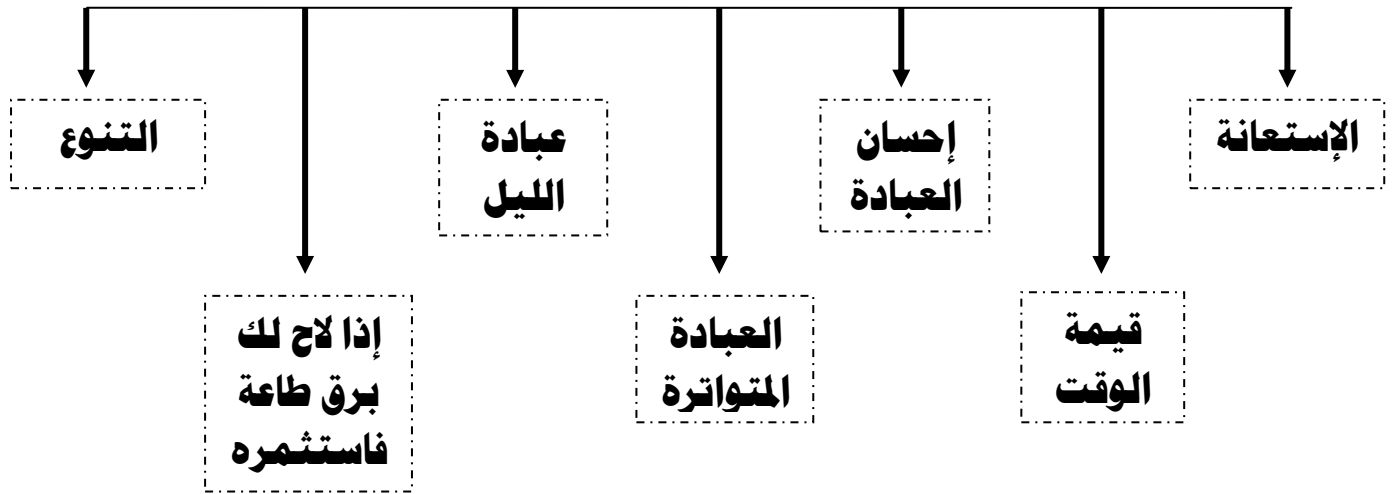 الإستعانة
قيمة
الوقت
إحسان
العبادة
العبادة
المتواترة
عبادة
الليل
إذا لاح لك
برق طاعة
فاستثمره
التنوع